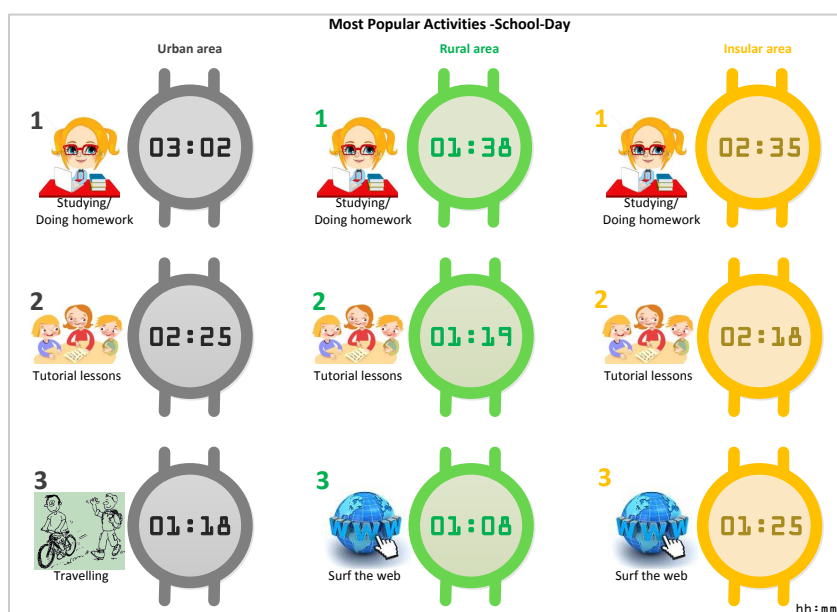 Most Popular Activities -School-Day
Urban area
Rural area
Insular area
1
03:02
Studying/
Doing homework
1
01:38
Studying/
Doing homework
1
02:35
Studying/
Doing homework
2
02:25
Tutorial lessons
2
01:19
Tutorial lessons
2
02:18
Tutorial lessons
3
01:18
Travelling
3
WWW
01:08
Surf the web
3
WWW
01:25
Surf the web
hh:mm